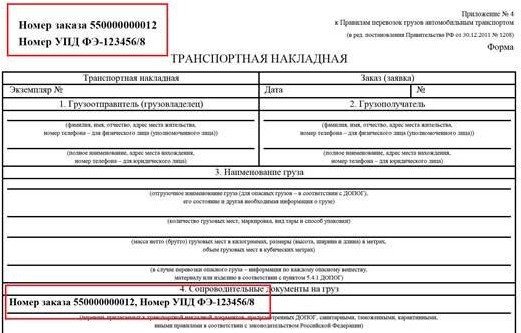 Номер заказа 550000000012
Номер УПД ФЭ-123456/8
Приложение № 4
к Правилам перевозок грузов автомобильным транспортом
(в ред. постановления Правительства РФ от 30.12.2011 № 1208)
Форма
ТРАНСПОРТНАЯ НАКЛАДНАЯ
Транспортная накладная
Заказ (заявка)
Экземпляр №
Дата
№
1. Грузоотправитель (грузовладелец)
2. Грузополучатель
(фамилия, имя, отчество, адрес места жительства,
номер телефона – для физического лица (уполномоченного лица))
(фамилия, имя, отчество, адрес места жительства,
номер телефона – для физического лица (уполномоченного лица))
(полное наименование, адрес места нахождения,
номер телефона – для юридического лица)
(полное наименование, адрес места нахождения,
номер телефона – для юридического лица)
3. Наименование груза
(отгрузочное наименование груза (для опасных грузов – в соответствии с ДОПОГ),
его состояние и другая необходимая информация о грузе)
(количество грузовых мест, маркировка, вид тары и способ упаковки)
(масса нетто (брутто) грузовых мест в килограммах, размеры (высота, ширина и длина) в метрах,
объем грузовых мест в кубических метрах)
(в случае перевозки опасного груза – информация по каждому опасному веществу,
материалу или изделию в соответствии с пунктом 5.4.1 ДОПОГ)
4. Сопроводительные документы на груз
Номер заказа 550000000012, Номер УПД ФЭ-123456/8
(перечень прилагаемых к транспортной накладной документов, предусмотренных ДОПОГ, санитарными, таможенными, карантинными,
иными правилами в соответствии с законодательством Российской Федерации)